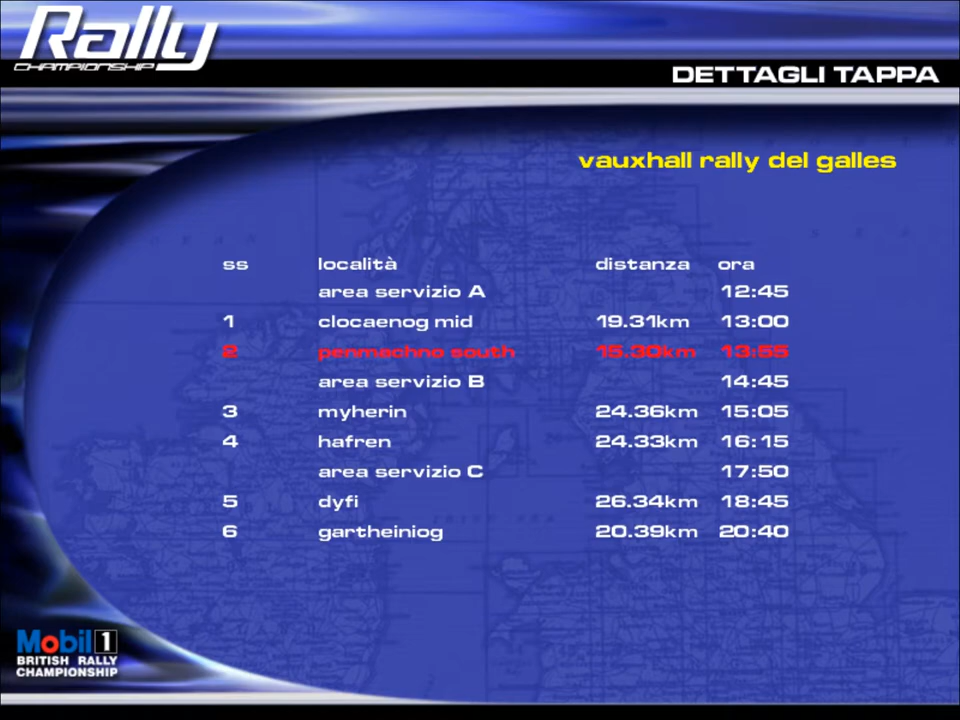 Rally
CHAMPIONSHIP
DETTAGLI TAPPA
vauxhall rally del galles
ss località distanza ora
area servizio A 12:45
1 clocaenog mid 19.31km 13:00
2 penmachno south 15.30km 13:55
area servizio B 14:45
3 myherin 24.36km 15:05
4 hafren 24.33km 16:15
area servizio C 17:50
5 dyfi 26.34km 18:45
6 gartheiniog 20.39km 20:40
Mobil 1
BRITISH RALLY
CHAMPIONSHIP